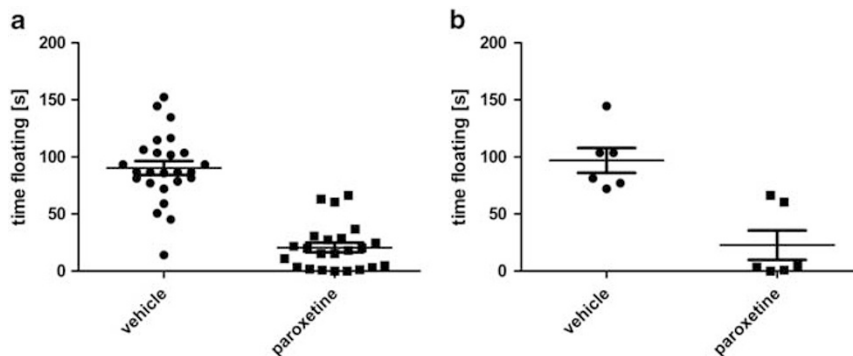 a
time floating [s]
200
150
100
50
0
vehicle
paroxetine
b
time floating [s]
200
150
100
50
0
vehicle
paroxetine